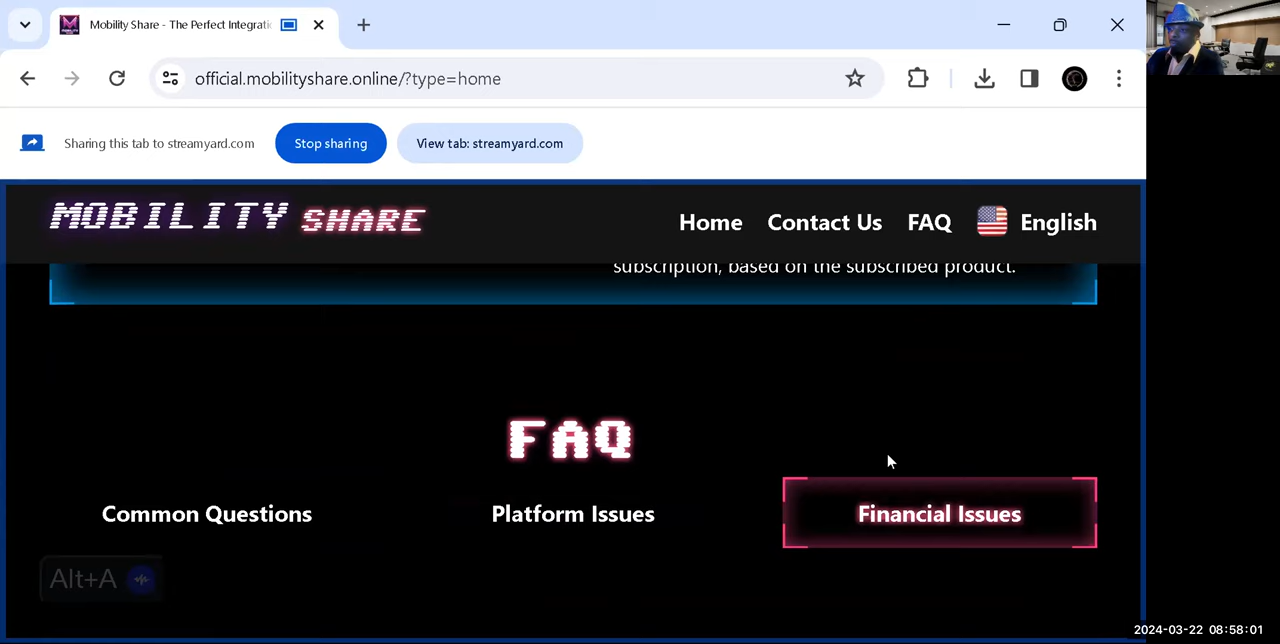 Mobility Share - The Perfect Integratio
official.mobilityshare.online/?type=home
Sharing this tab to streamyard.com
Stop sharing
View tab: streamyard.com
MOBILITY SHARE
Home
Contact Us
FAQ
English
subscription, based on the subscribed product.
FAQ
Common Questions
Platform Issues
Financial Issues
Alt+A
2024-03-22 08:58:01